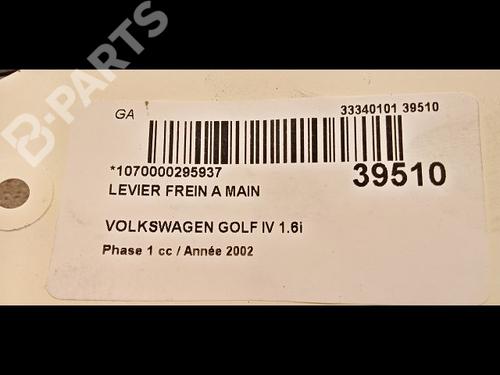 B-PARTS
GA
33340101 39510
*1070000295937
39510
LEVIER FREIN A MAIN
VOLKSWAGEN GOLF IV 1.6i
Phase 1 cc / Année 2002